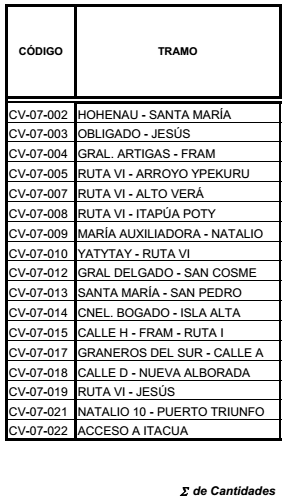 CÓDIGO TRAMO
CV-07-002 HOHENAU - SANTA MARÍA
CV-07-003 OBLIGADO - JESÚS
CV-07-004 GRAL. ARTIGAS - FRAM
CV-07-005 RUTA VI - ARROYO YPEKURU
CV-07-007 RUTA VI - ALTO VERÁ
CV-07-008 RUTA VI - ITAPÚA POTY
CV-07-009 MARÍA AUXILIADORA - NATALIO
CV-07-010 YATYTAY - RUTA VI
CV-07-012 GRAL DELGADO - SAN COSME
CV-07-013 SANTA MARÍA - SAN PEDRO
CV-07-014 CNEL. BOGADO - ISLA ALTA
CV-07-015 CALLE H - FRAM - RUTA I
CV-07-017 GRANEROS DEL SUR - CALLE A
CV-07-018 CALLE D - NUEVA ALBORADA
CV-07-019 RUTA VI - JESÚS
CV-07-021 NATALIO 10 - PUERTO TRIUNFO
CV-07-022 ACCESO A ITACUA
Σ de Cantidades